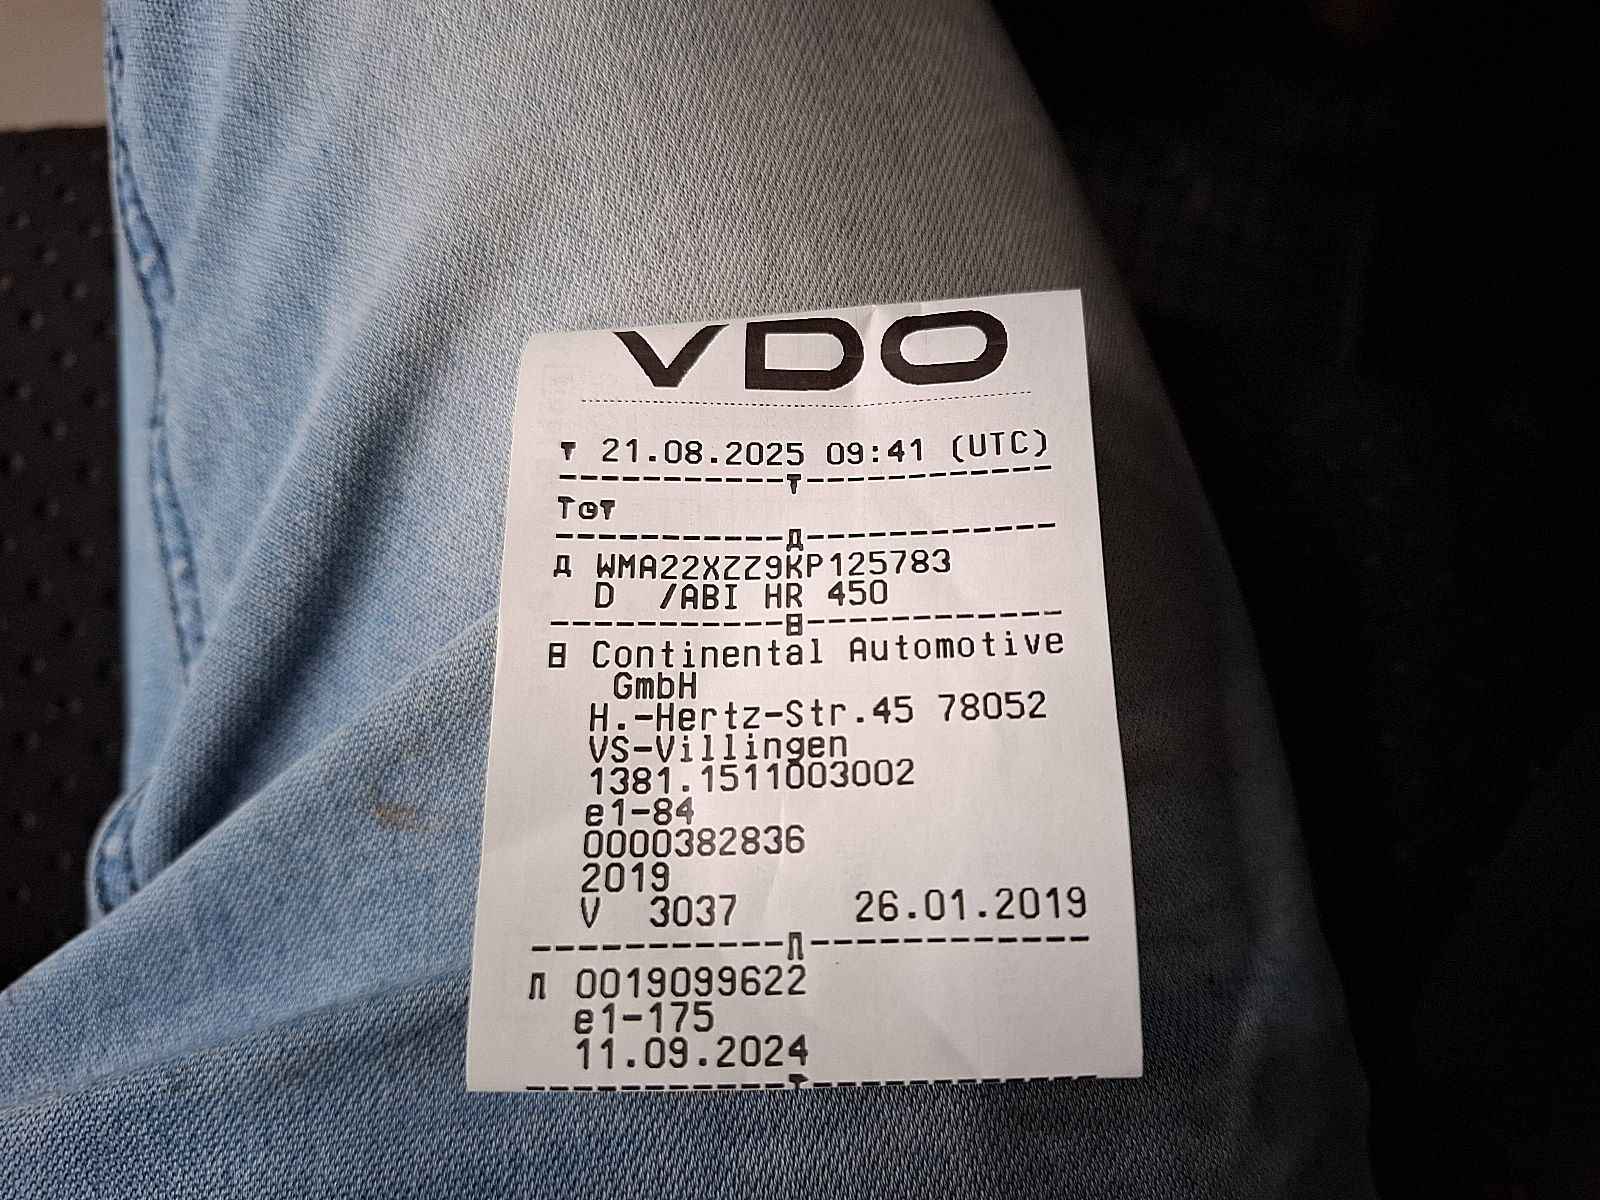 VDO
21.08.2025 09:41 (UTC)
WMA22XZZ9KP125783
D /ABI HR 450
Continental Automotive
GmbH
H.-Hertz-Str.45 78052
VS-Villingen
1381.1511003002
e1-84
0000382836
2019
V 3037 26.01.2019
0019099622
e1-175
11.09.2024